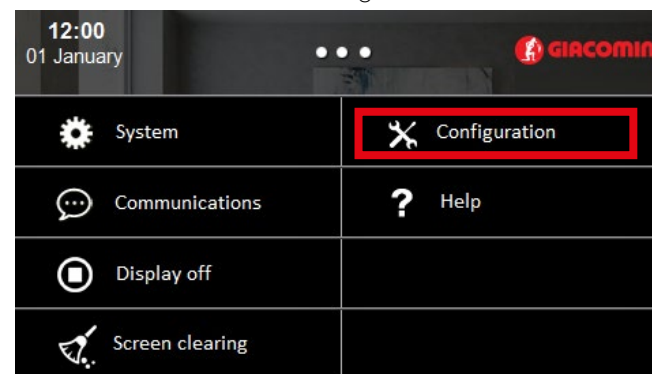 12:00
01 January
GIACOMIN
System
Configuration
Communications
? Help
Display off
Screen clearing